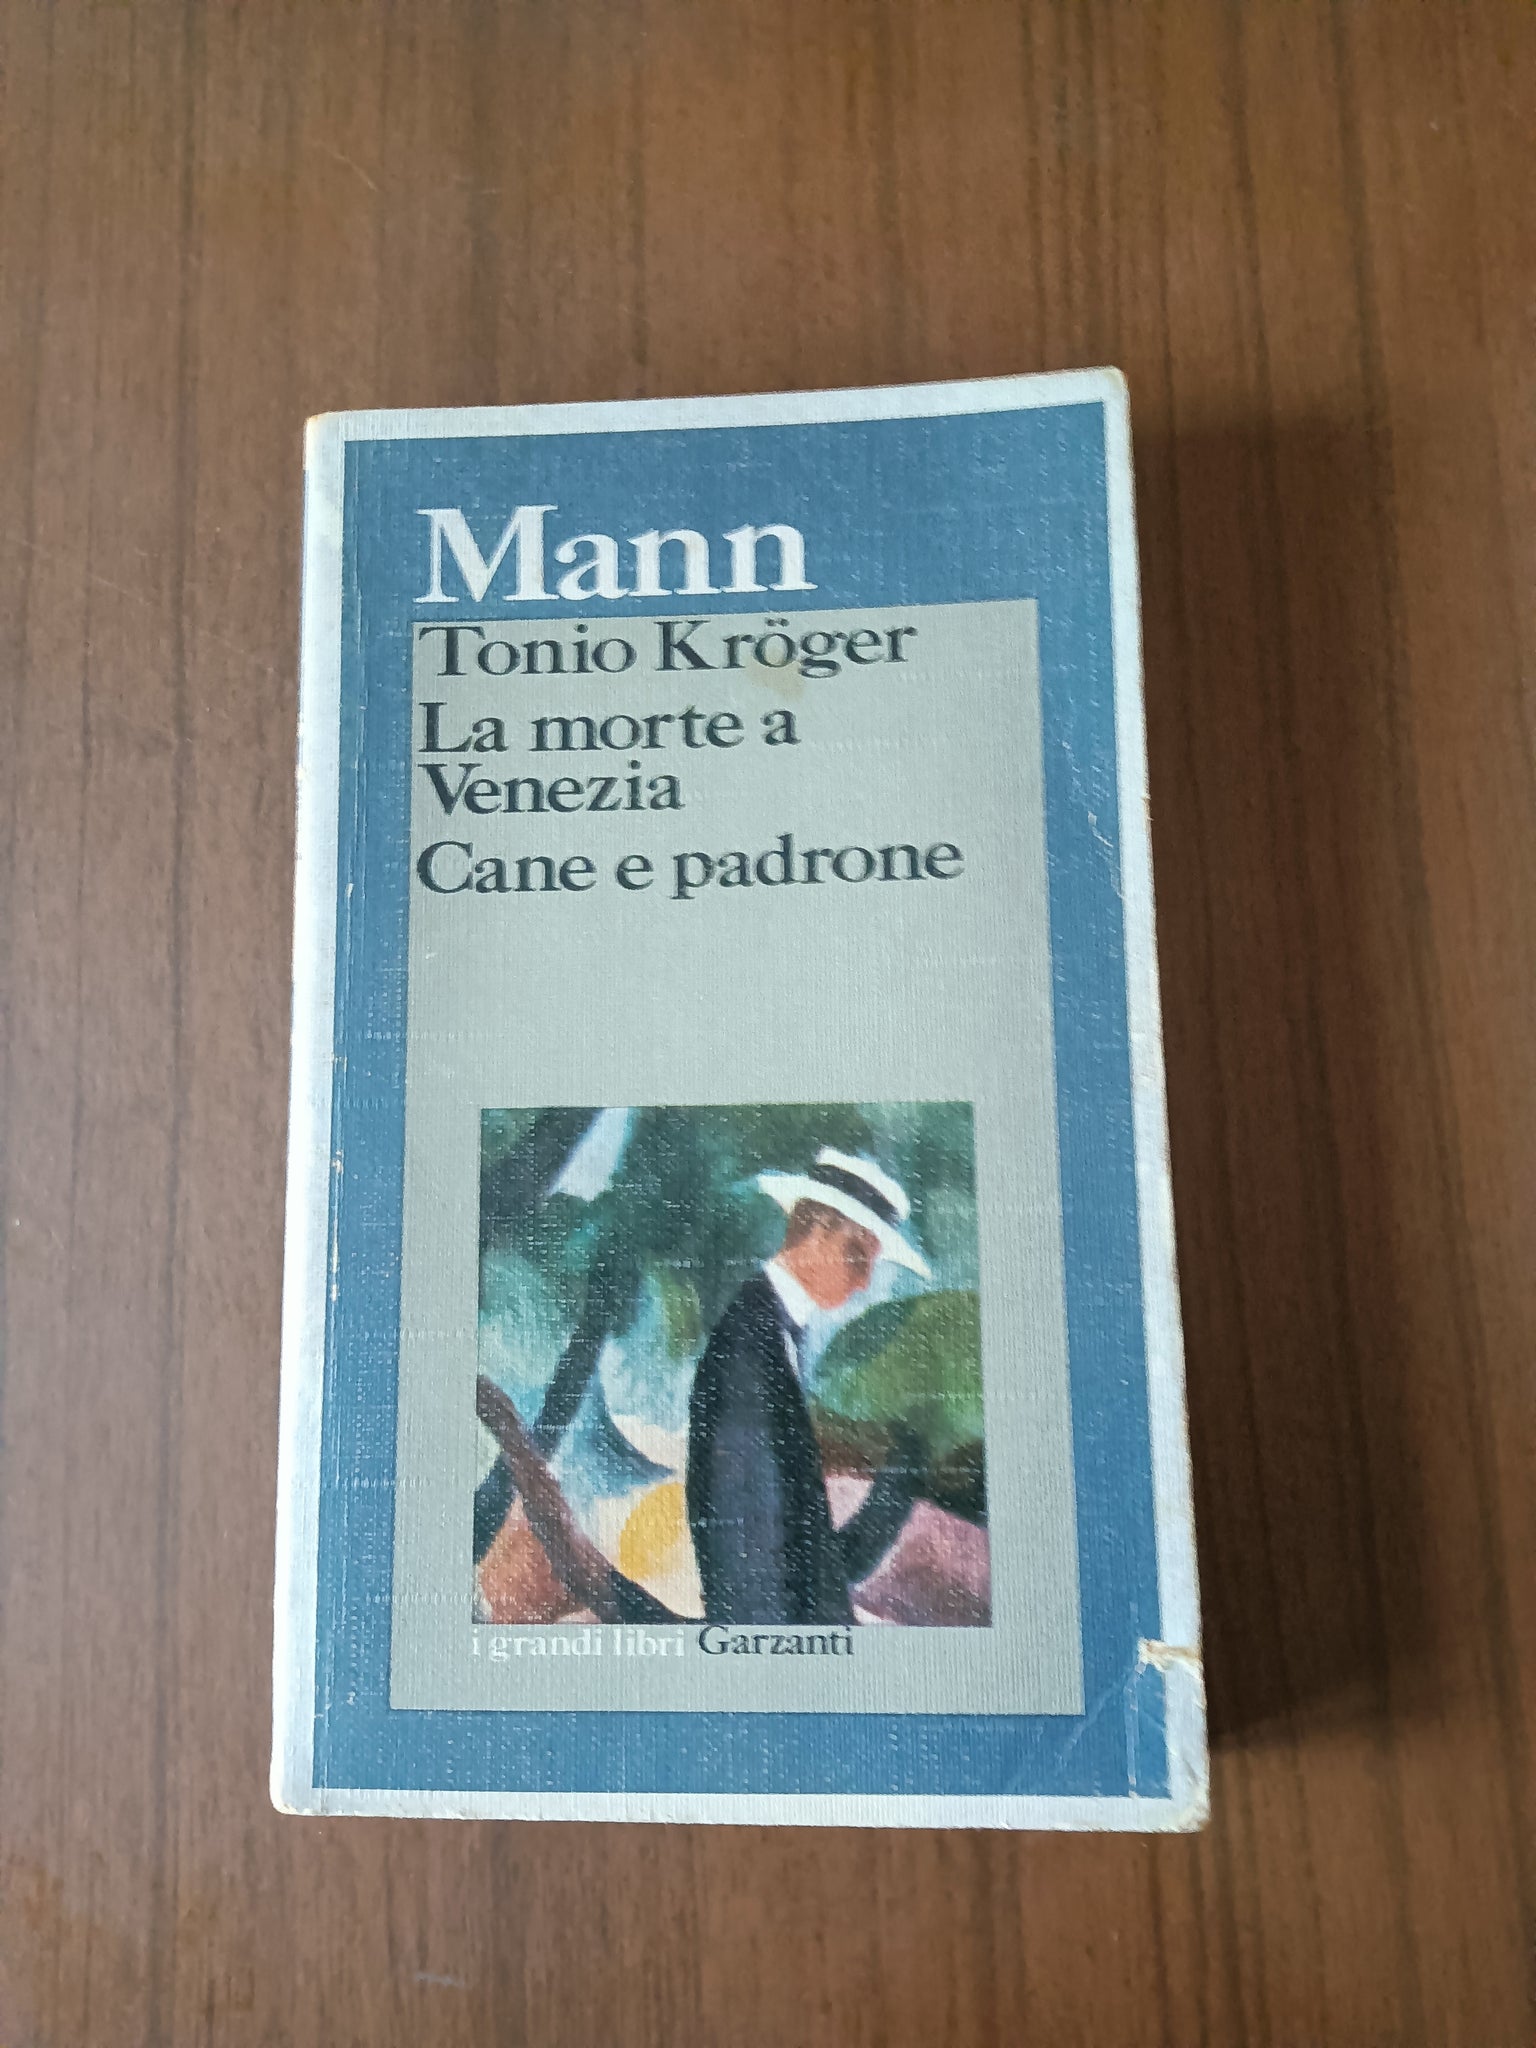 Mann
Tonio Kröger
La morte a
Venezia
Cane e padrone
i grandi libri Garzanti